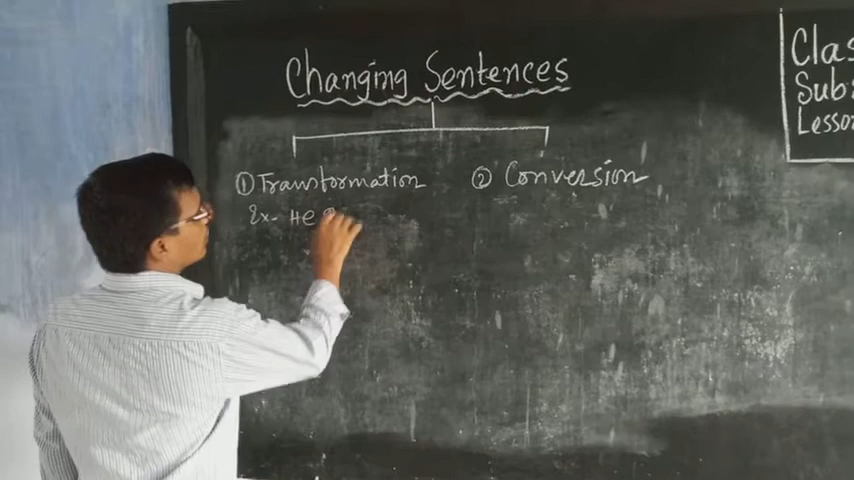 Changing Sentences
① Transformation
② Conversion
Ex- He
Clas
Sub
Lesso